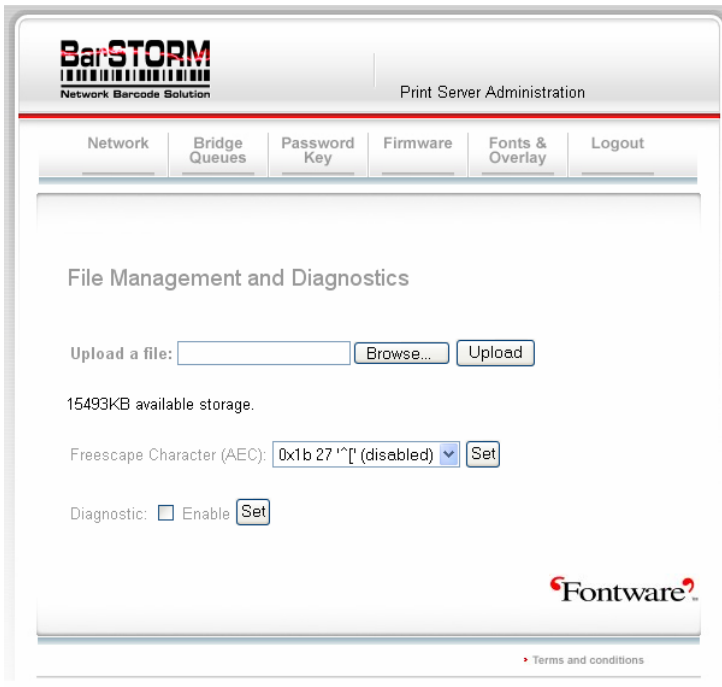 BarSTORM
Network Barcode Solution
Print Server Administration
Network
Bridge Queues
Password Key
Firmware
Fonts & Overlay
Logout
File Management and Diagnostics
Upload a file: Browse... Upload
15493KB available storage.
Freescape Character (AEC): 0x1b 27 '^[' (disabled) Set
Diagnostic: Enable Set
Fontware
Terms and conditions